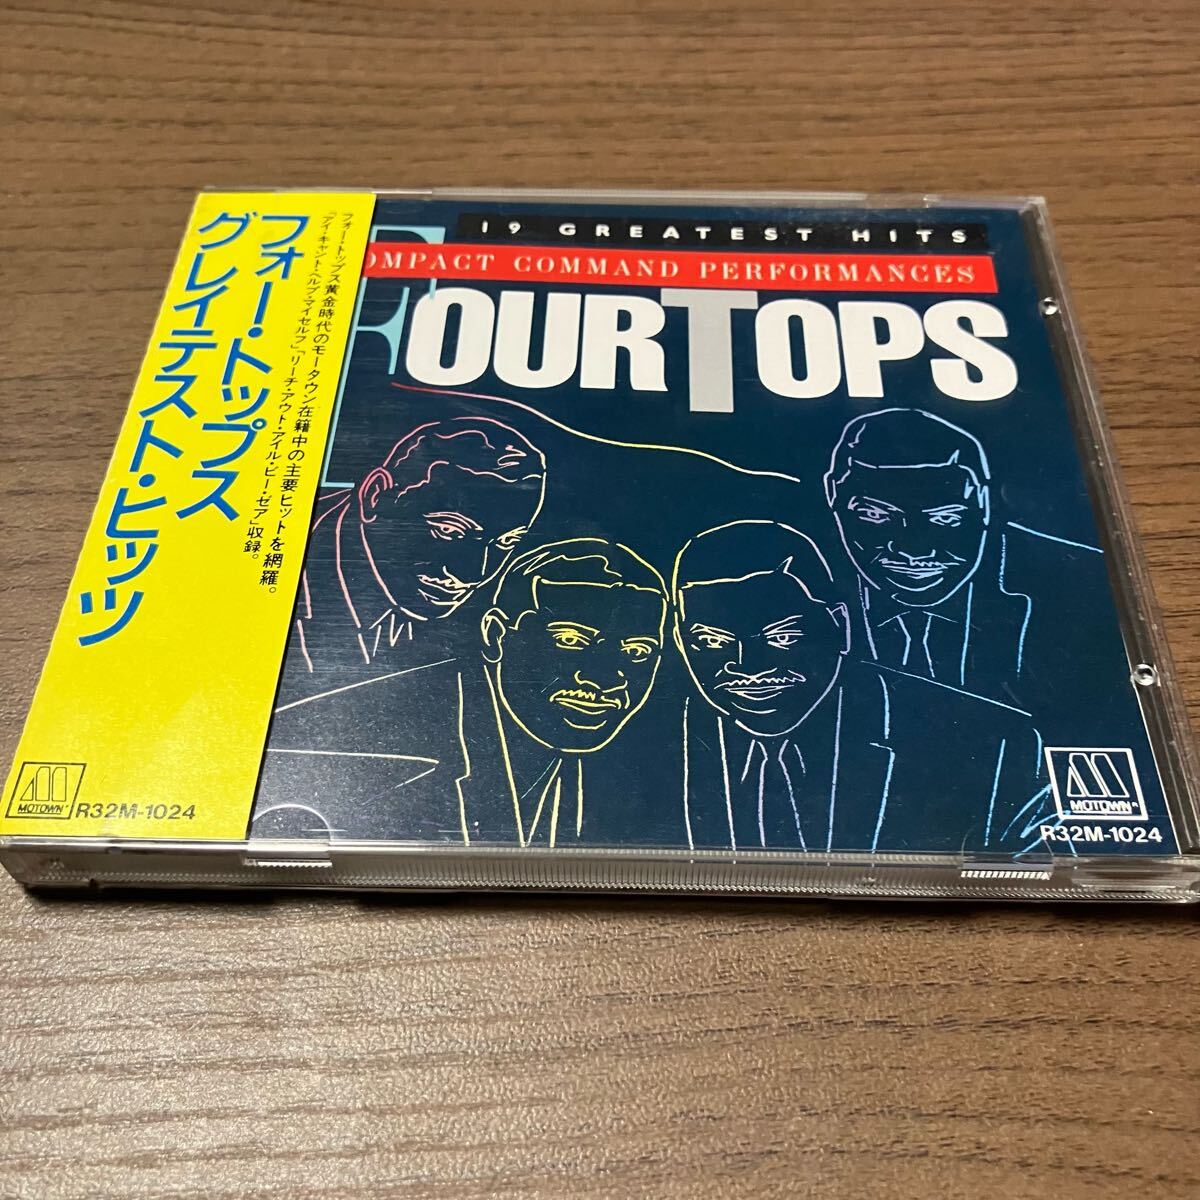 フォー・トップス
グレイテスト・ヒッツ
フォー・トップス黄金時代のモータウン在籍中の主要ヒットを網羅。
「アイ・キャント・ヘルプ・マイセルフ」「リーチ・アウト・アイル・ビー・ゼア」収録。
MOTOWN
R32M-1024
19 GREATEST HITS
OMPACT COMMAND PERFORMANCES
FOUR TOPS
MOTOWN
R32M-1024